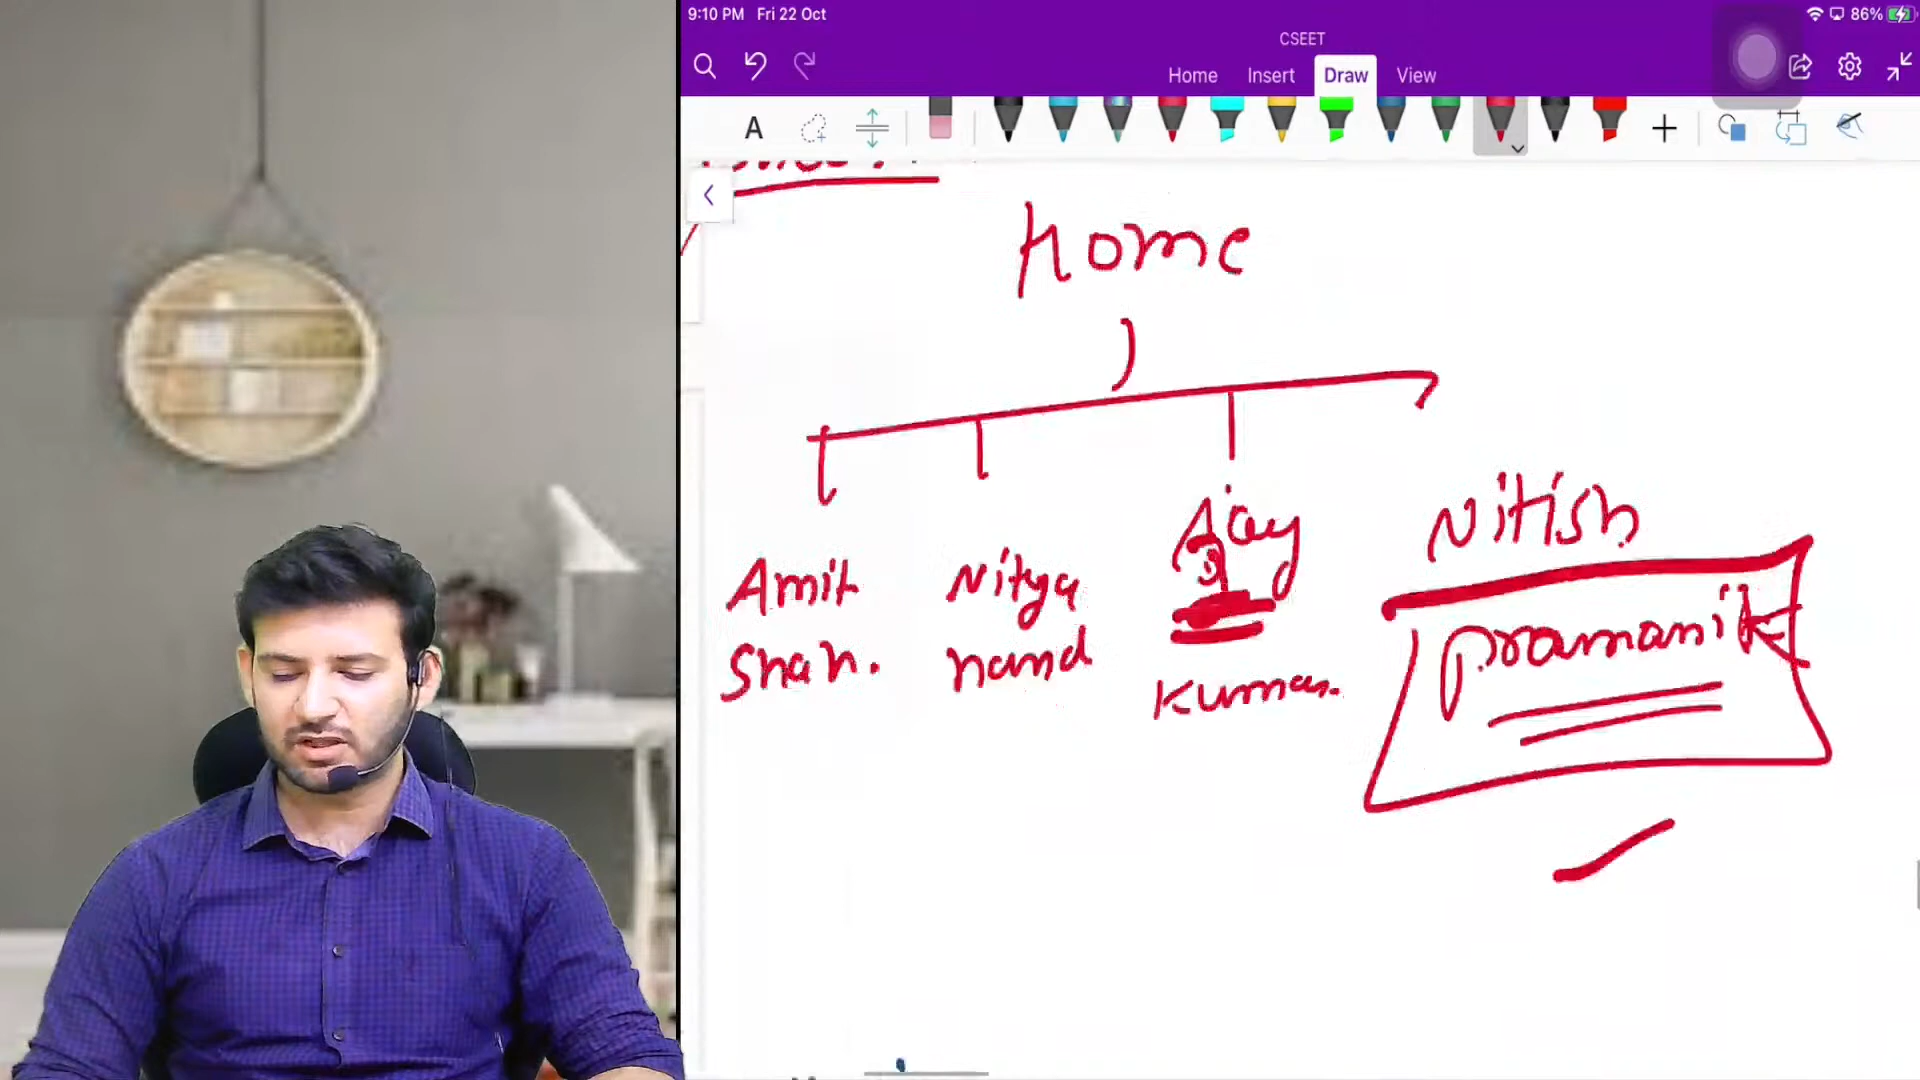 9:10 PM Fri 22 Oct
86%
CSEET
Home Insert Draw View
A
Home
Amit
Shah.
Nitya
nand
Ajay
Kumar.
Nitish
pramanik